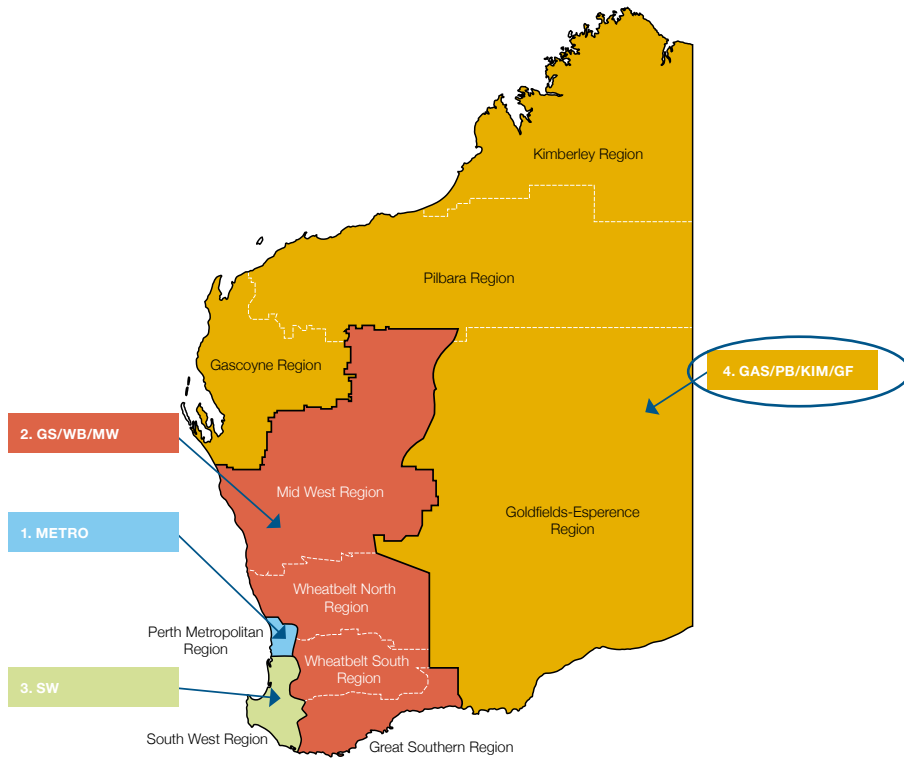 Kimberley Region
Pilbara Region
Gascoyne Region
4. GAS/PB/KIM/GF
2. GS/WB/MW
Mid West Region
Goldfields-Esperence
Region
1. METRO
Wheatbelt North
Region
Perth Metropolitan
Region
Wheatbelt South
Region
3. SW
South West Region
Great Southern Region